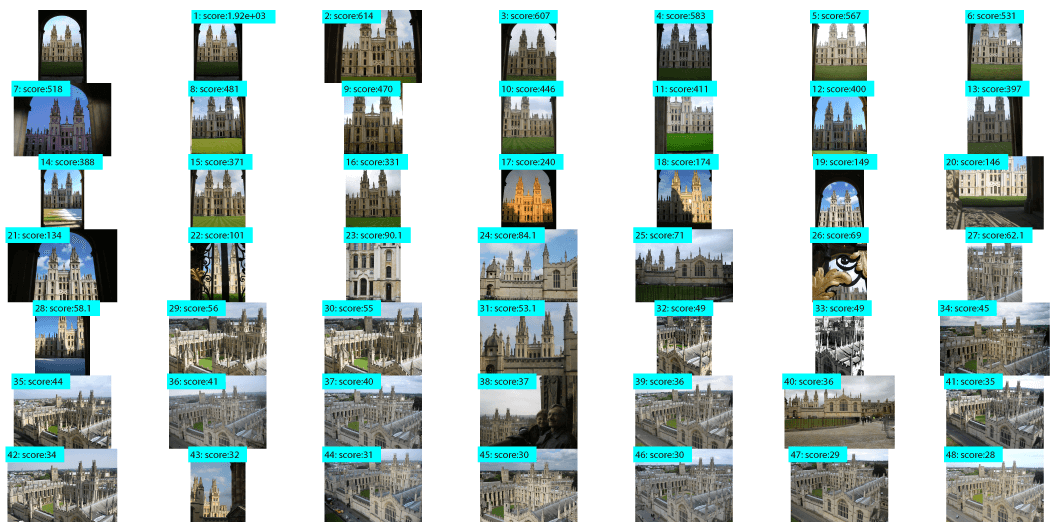 1: score:1.92e+03
2: score:614
3: score:607
4: score:583
5: score:567
6: score:531
7: score:518
8: score:481
9: score:470
10: score:446
11: score:411
12: score:400
13: score:397
14: score:388
15: score:371
16: score:331
17: score:240
18: score:174
19: score:149
20: score:146
21: score:134
22: score:101
23: score:90.1
24: score:84.1
25: score:71
26: score:69
27: score:62.1
28: score:58.1
29: score:56
30: score:55
31: score:53.1
32: score:49
33: score:49
34: score:45
35: score:44
36: score:41
37: score:40
38: score:37
39: score:36
40: score:36
41: score:35
42: score:34
43: score:32
44: score:31
45: score:30
46: score:30
47: score:29
48: score:28